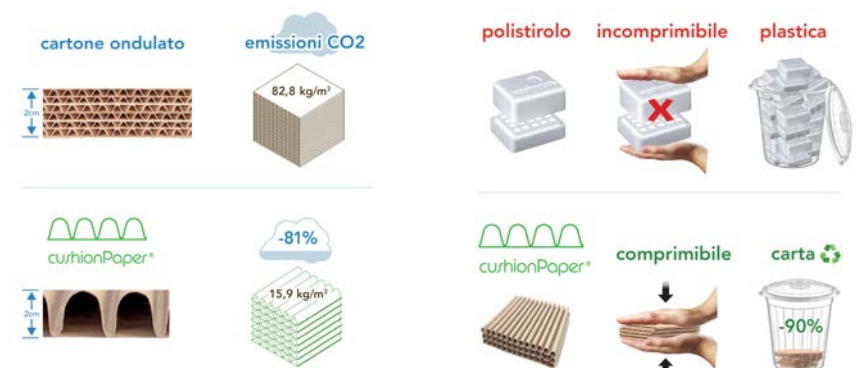 cartone ondulato
emissioni CO2
2cm
82,8 kg/m³
cushionPaper®
-81%
2cm
15,9 kg/m³
polistirolo
incomprimibile
plastica
X
cushionPaper®
comprimibile
carta
-90%